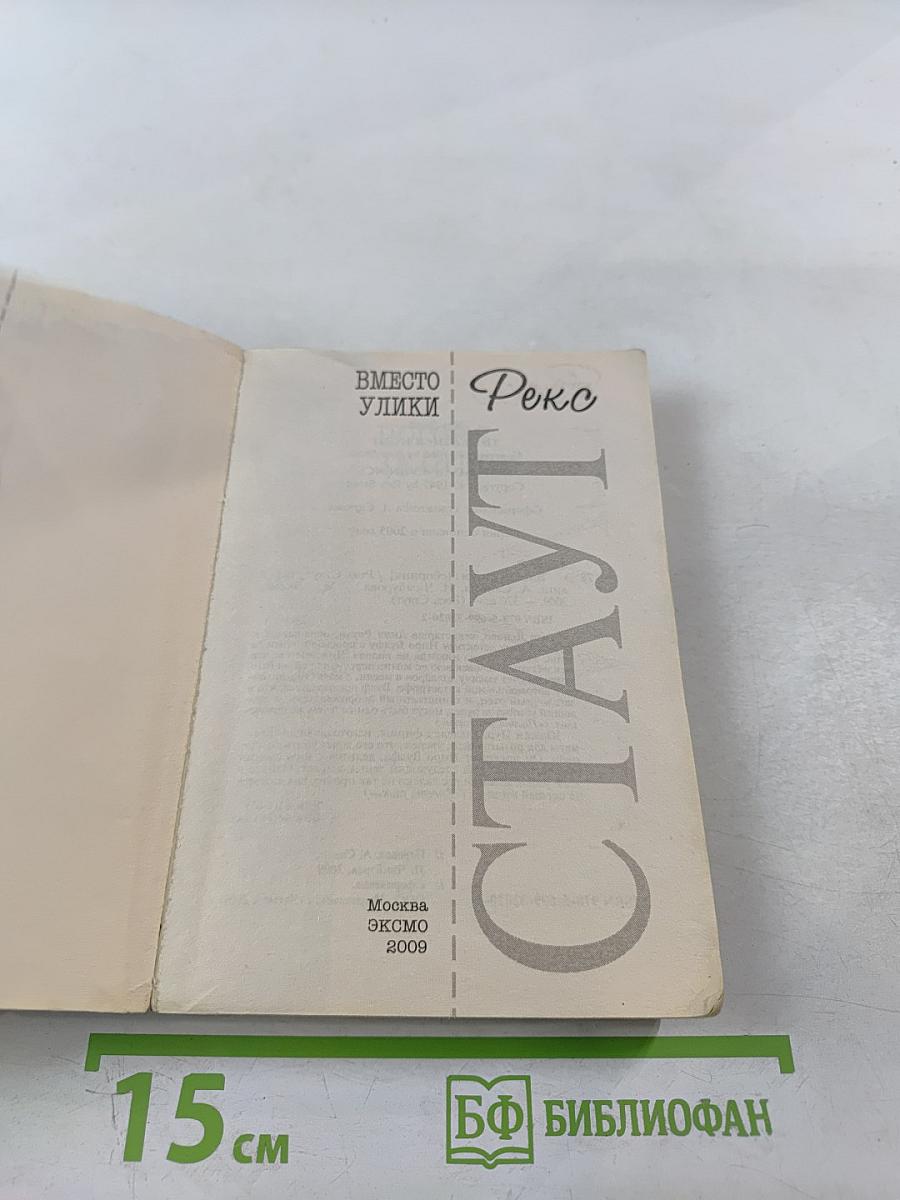 ВМЕСТО
УЛИКИ
Рекс
СТАУТ
Москва
ЭКСМО
2009
15 см
БФ БИБЛИОФАН